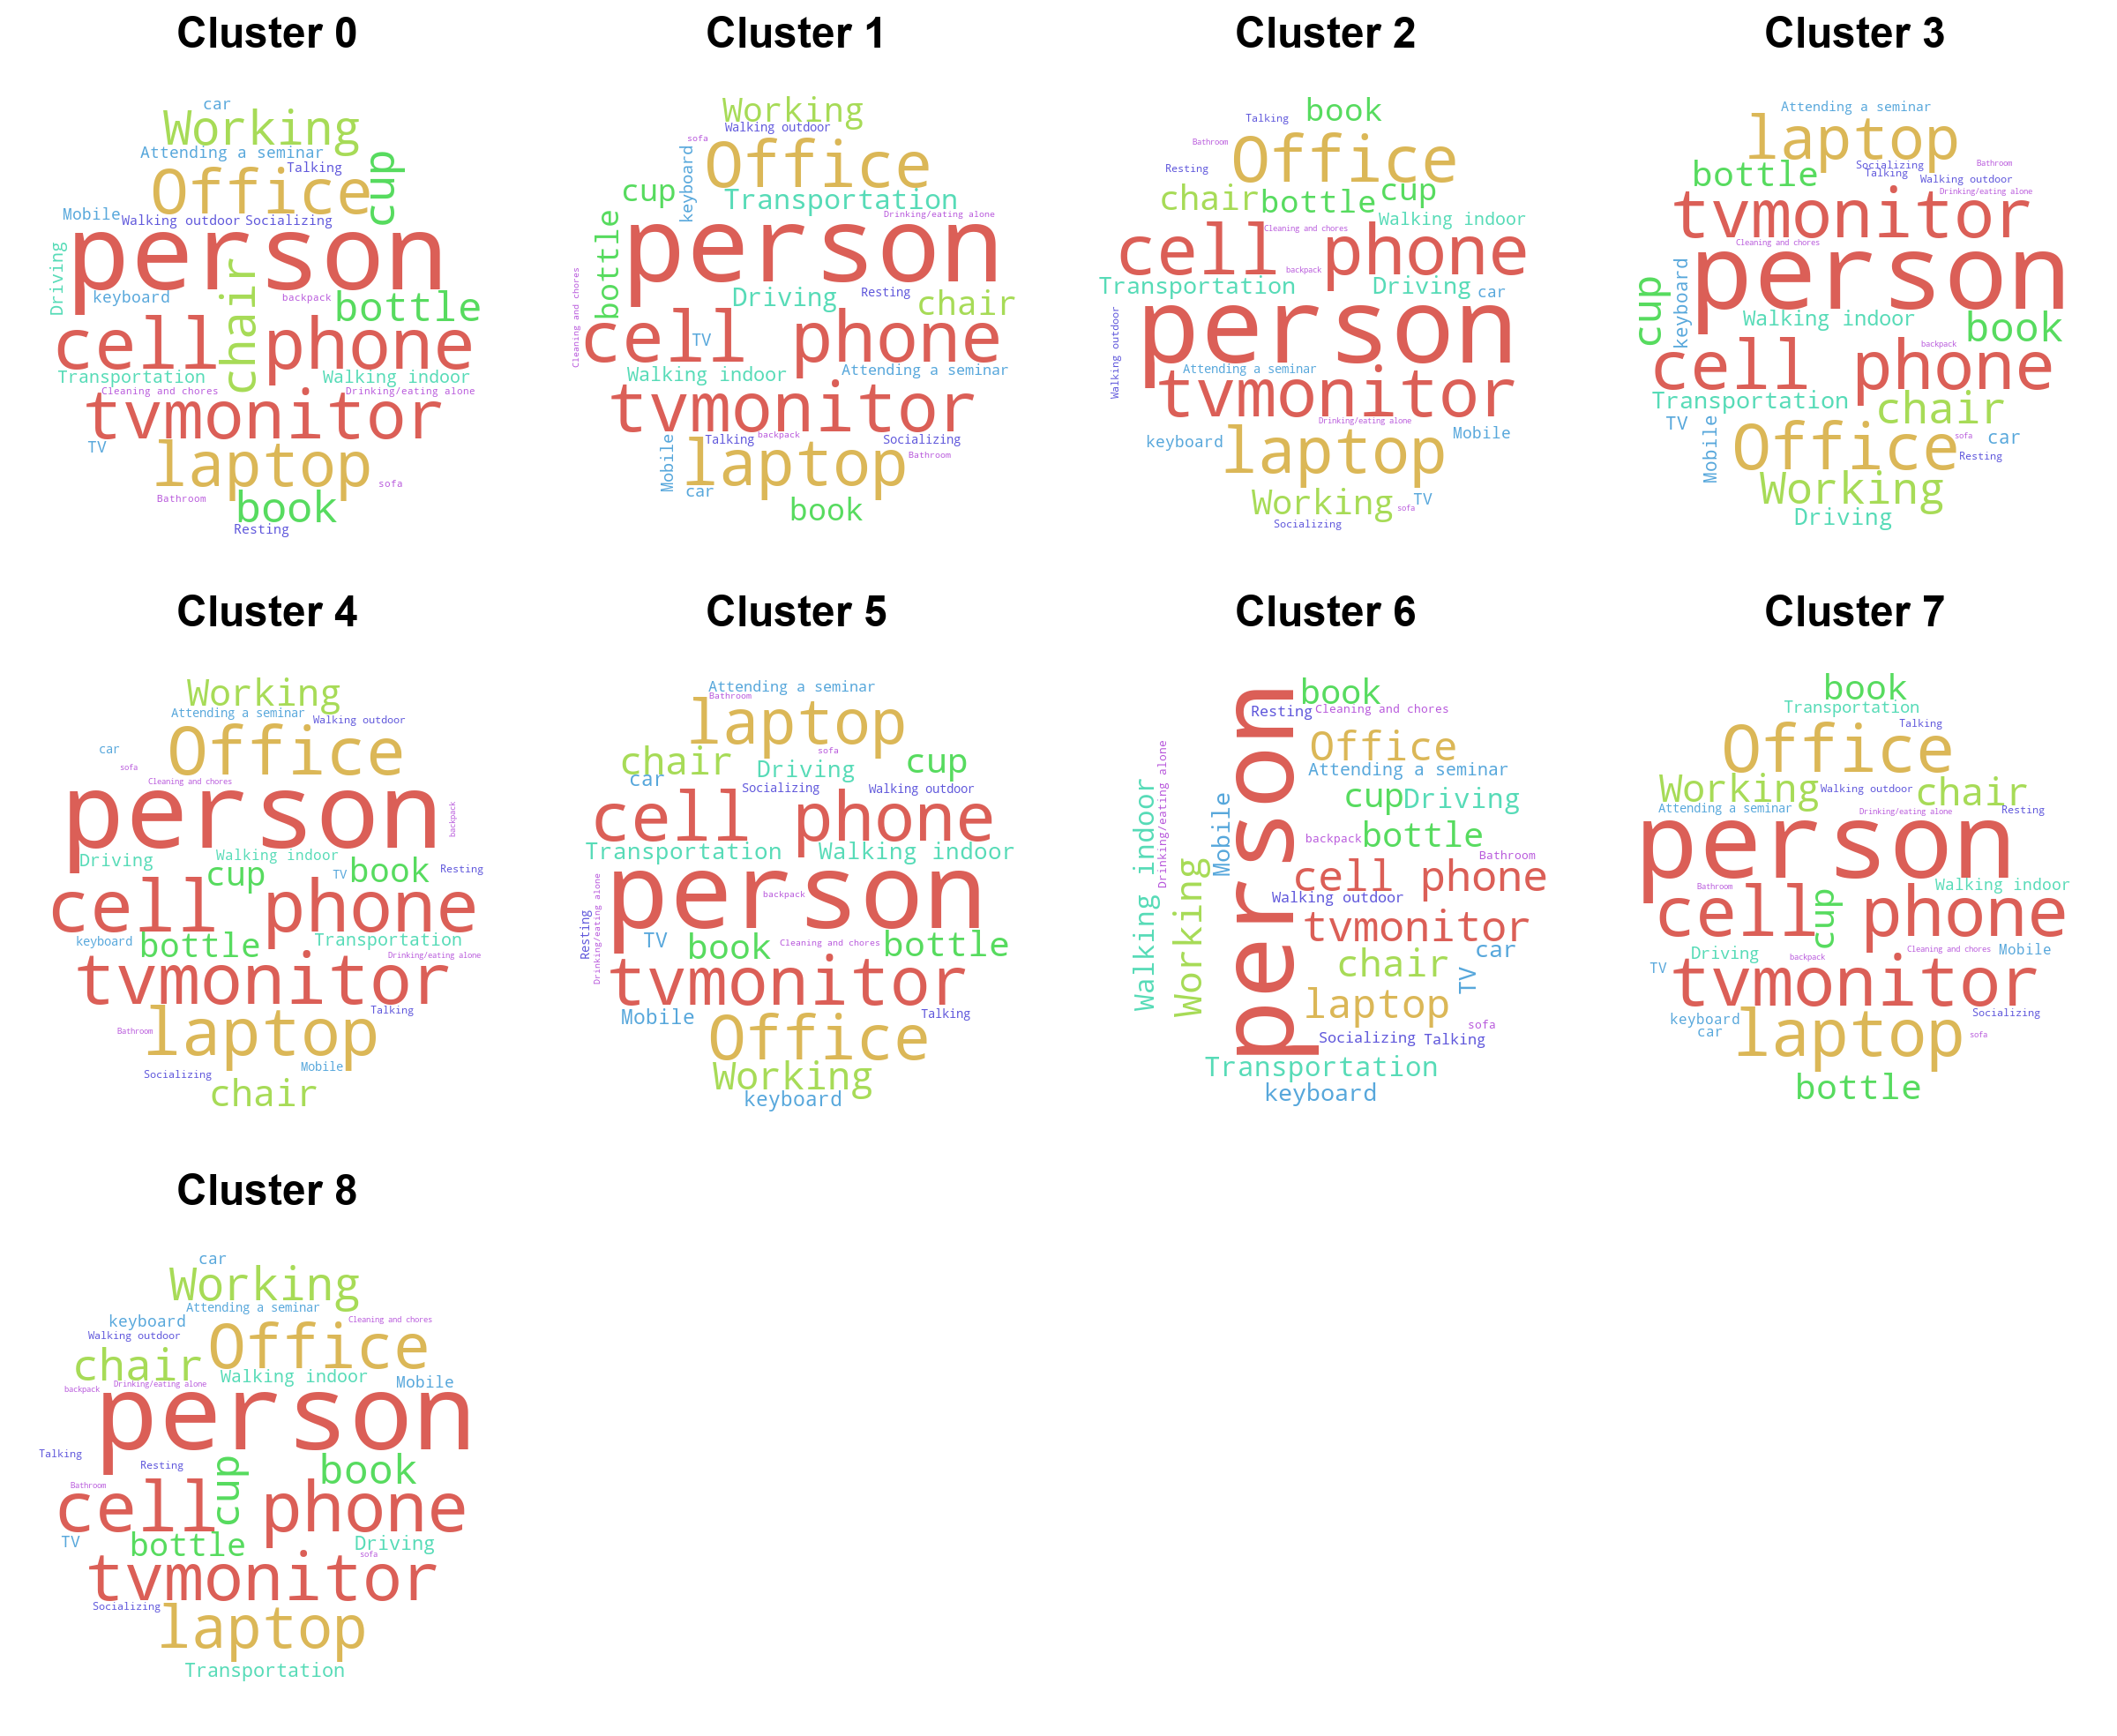 Cluster 0
car
Working
Attending a seminar
Talking
Office
cup
Mobile
Walking outdoor
Socializing
person
Driving
chair
keyboard
backpack
bottle
cell phone
Transportation
Walking indoor
Cleaning and chores
Drinking/eating alone
tvmonitor
TV
laptop
sofa
Bathroom
book
Resting
Cluster 1
Working
Walking outdoor
sofa
Office
keyboard
cup
Transportation
Drinking/eating alone
bottle
person
Cleaning and chores
Driving
Resting
chair
cell phone
TV
Walking indoor
Attending a seminar
tvmonitor
Talking
backpack
Socializing
Mobile
laptop
Bathroom
car
book
Cluster 2
book
Talking
Bathroom
Office
Resting
chair
bottle
cup
Walking indoor
Cleaning and chores
cell phone
backpack
Transportation
Driving
car
person
Walking outdoor
Attending a seminar
tvmonitor
Drinking/eating alone
keyboard
laptop
Mobile
Working
sofa
TV
Socializing
Cluster 3
Attending a seminar
laptop
Socializing
Bathroom
Talking
Walking outdoor
bottle
Drinking/eating alone
tvmonitor
Cleaning and chores
person
keyboard
cup
Walking indoor
book
cell phone
backpack
Transportation
chair
TV
Mobile
Office
sofa
car
Resting
Working
Driving
Cluster 4
Working
Attending a seminar
Walking outdoor
Office
car
sofa
Cleaning and chores
person
backpack
Driving
Walking indoor
cup
TV
book
Resting
cell phone
keyboard
bottle
Transportation
Drinking/eating alone
tvmonitor
Talking
Bathroom
laptop
Mobile
Socializing
chair
Cluster 5
Attending a seminar
Bathroom
laptop
sofa
chair
Driving
cup
car
Socializing
Walking outdoor
cell phone
Transportation
Walking indoor
person
backpack
Resting
Drinking/eating alone
TV
book
Cleaning and chores
bottle
tvmonitor
Mobile
Talking
Office
Working
keyboard
Cluster 6
person
book
Resting
Cleaning and chores
Office
Attending a seminar
Walking indoor
Drinking/eating alone
Mobile
cup
Driving
backpack
bottle
Bathroom
Working
cell phone
Walking outdoor
tvmonitor
car
chair
TV
laptop
sofa
Socializing
Talking
Transportation
keyboard
Cluster 7
book
Transportation
Talking
Office
Working
Walking outdoor
chair
Attending a seminar
Drinking/eating alone
Resting
person
Bathroom
Walking indoor
cell phone
cup
Driving
backpack
Cleaning and chores
Mobile
TV
tvmonitor
keyboard
Socializing
car
laptop
sofa
bottle
Cluster 8
car
Working
Attending a seminar
keyboard
Cleaning and chores
Walking outdoor
Office
chair
Walking indoor
Mobile
backpack
Drinking/eating alone
person
Talking
Resting
cup
book
Bathroom
cell phone
TV
bottle
Driving
sofa
tvmonitor
Socializing
laptop
Transportation